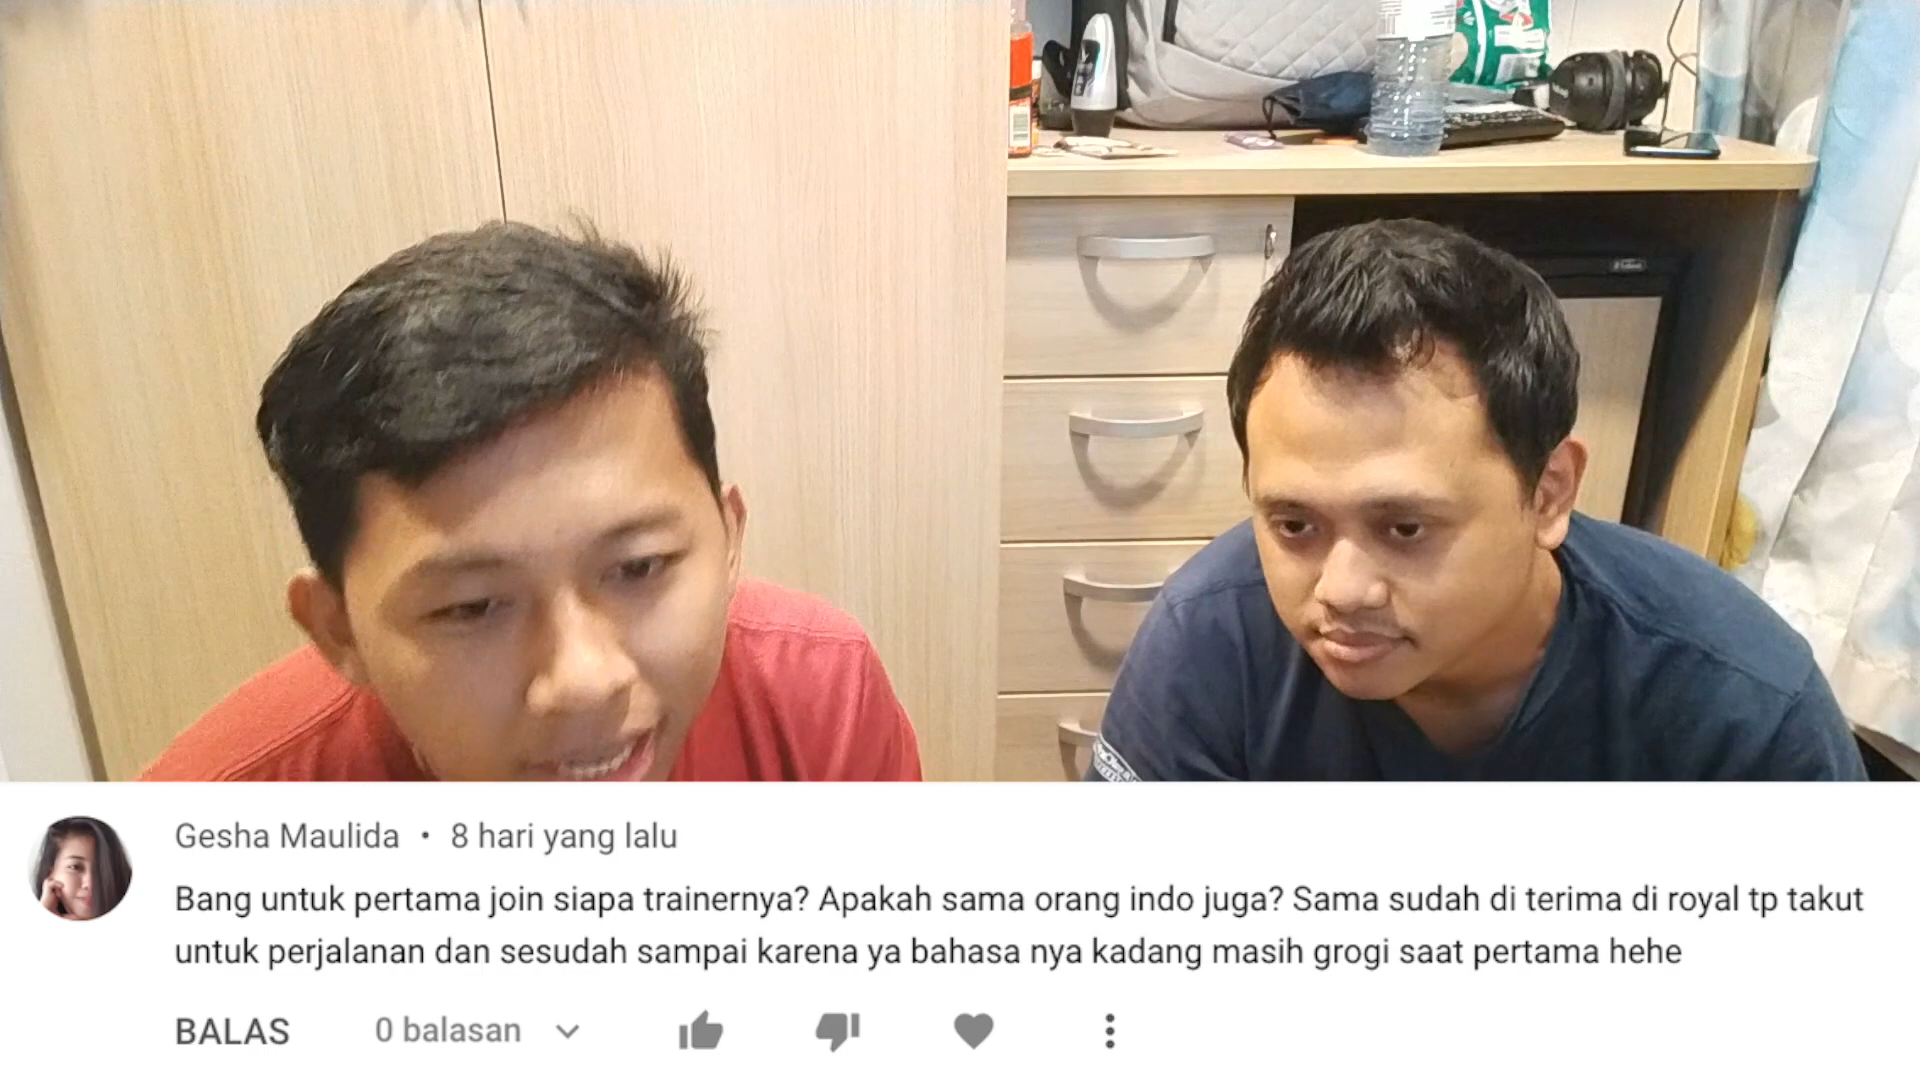 Gesha Maulida • 8 hari yang lalu
Bang untuk pertama join siapa trainernya? Apakah sama orang indo juga? Sama sudah di terima di royal tp takut
untuk perjalanan dan sesudah sampai karena ya bahasa nya kadang masih grogi saat pertama hehe
BALAS 0 balasan